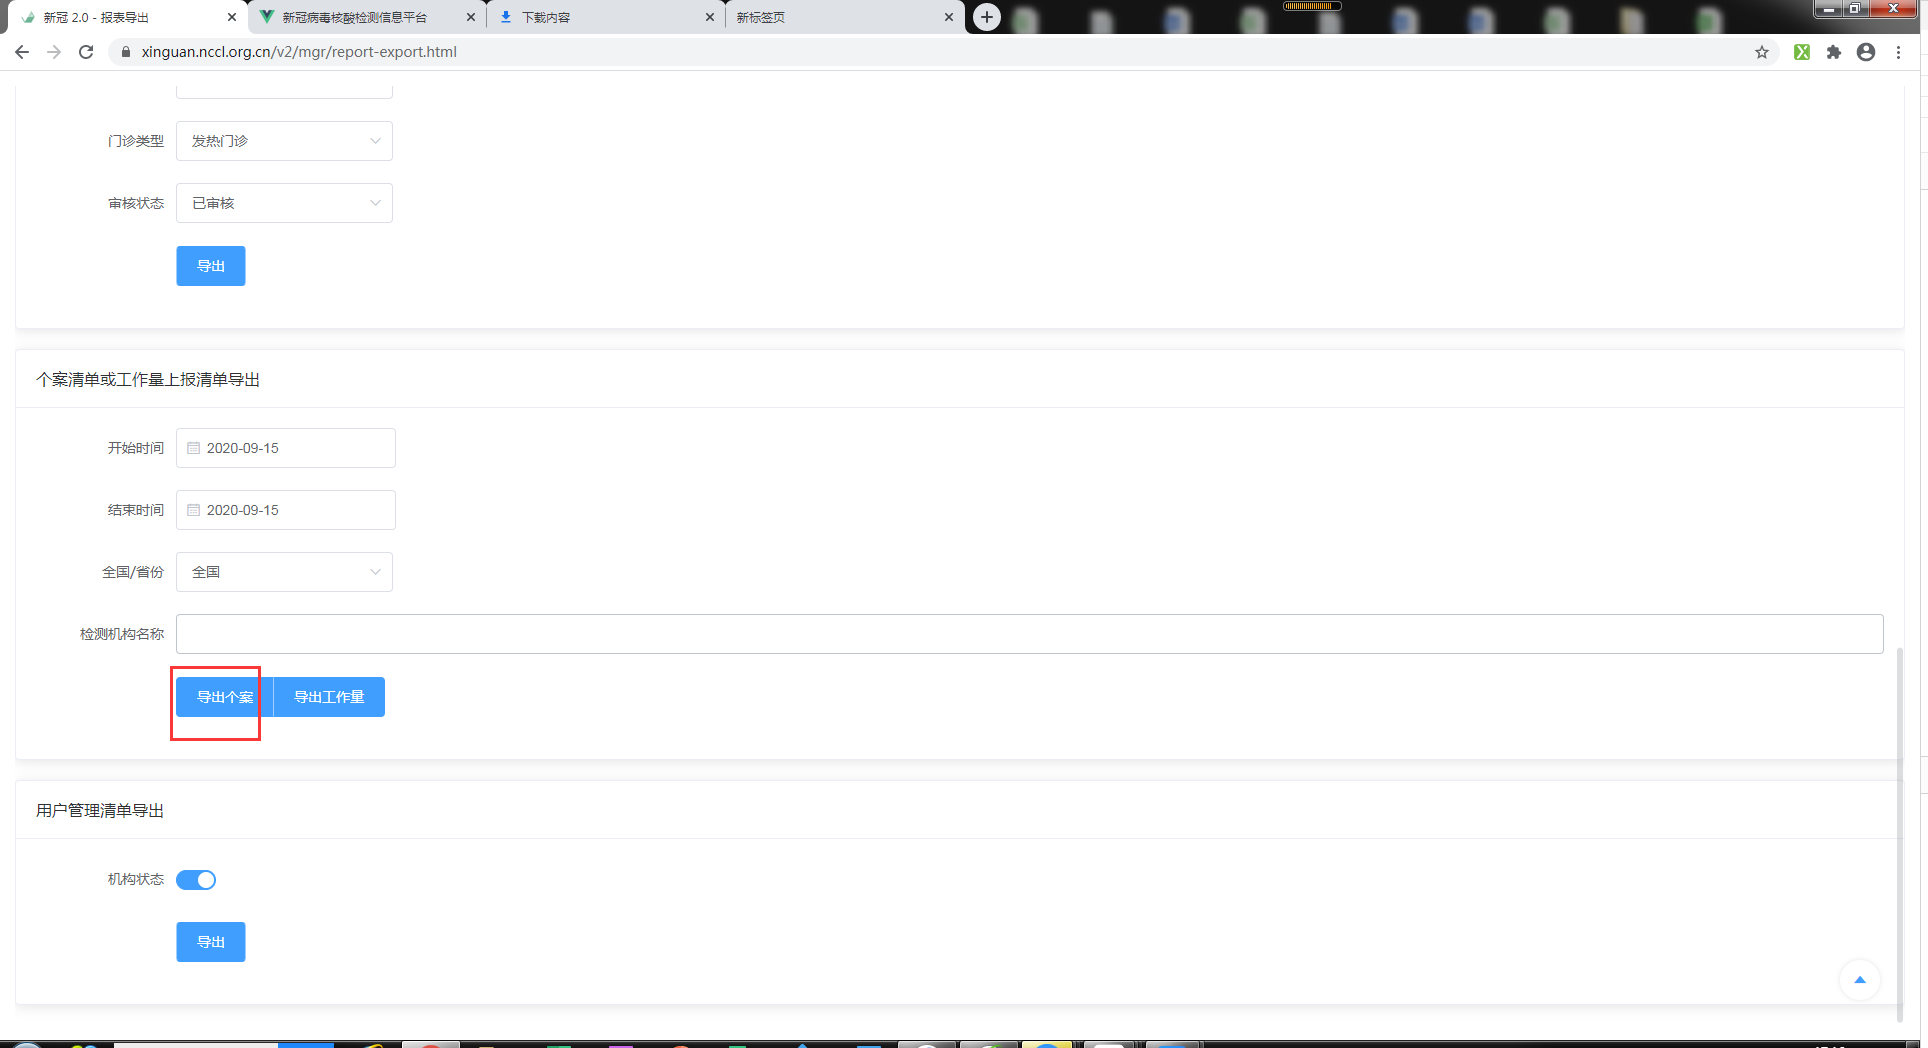 新冠 2.0 - 报表导出
新冠病毒核酸检测信息平台
下载内容
新标签页
xinguan.nccl.org.cn/v2/mgr/report-export.html
门诊类型
发热门诊
审核状态
已审核
导出
个案清单或工作量上报清单导出
开始时间
2020-09-15
结束时间
2020-09-15
全国/省份
全国
检测机构名称
导出个案
导出工作量
用户管理清单导出
机构状态
导出